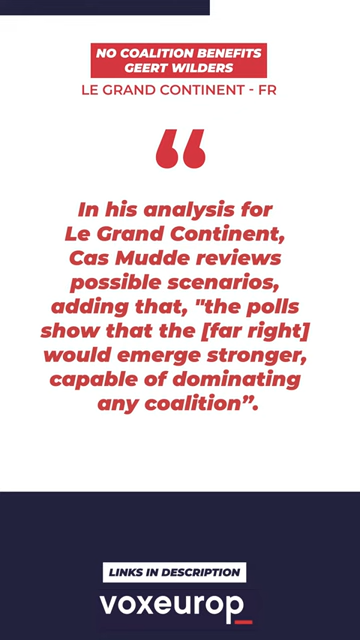 NO COALITION BENEFITS
GEERT WILDERS
LE GRAND CONTINENT - FR
“
In his analysis for
Le Grand Continent,
Cas Mudde reviews
possible scenarios,
adding that, "the polls
show that the [far right]
would emerge stronger,
capable of dominating
any coalition”.
LINKS IN DESCRIPTION
voxeurop_